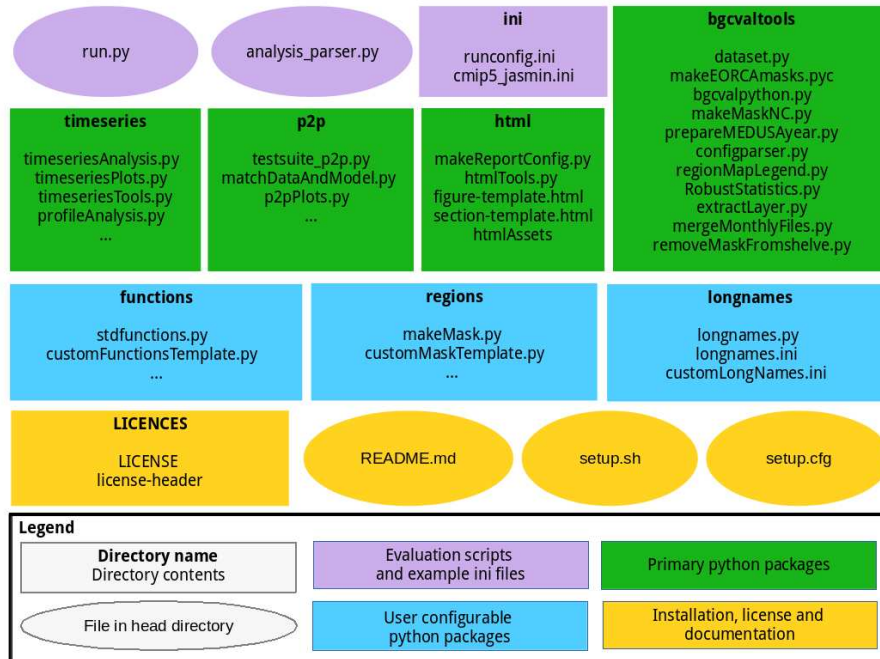 run.py
analysis_parser.py
ini
runconfig.ini
cmip5_jasmin.ini
bgcvaltools
dataset.py
makeEORCAmasks.pyc
bgcvalpython.py
makeMaskNC.py
prepareMEDUSAyear.py
configparser.py
regionMapLegend.py
RobustStatistics.py
extractLayer.py
mergeMonthlyFiles.py
removeMaskFromshelve.py
timeseries
timeseriesAnalysis.py
timeseriesPlots.py
timeseriesTools.py
profileAnalysis.py
...
p2p
testsuite_p2p.py
matchDataAndModel.py
p2pPlots.py
...
html
makeReportConfig.py
htmlTools.py
figure-template.html
section-template.html
htmlAssets
functions
stdfunctions.py
customFunctionsTemplate.py
...
regions
makeMask.py
customMaskTemplate.py
...
longnames
longnames.py
longnames.ini
customLongNames.ini
LICENCES
LICENSE
license-header
README.md
setup.sh
setup.cfg
Legend
Directory name
Directory contents
Evaluation scripts
and example ini files
Primary python packages
File in head directory
User configurable
python packages
Installation, license and
documentation